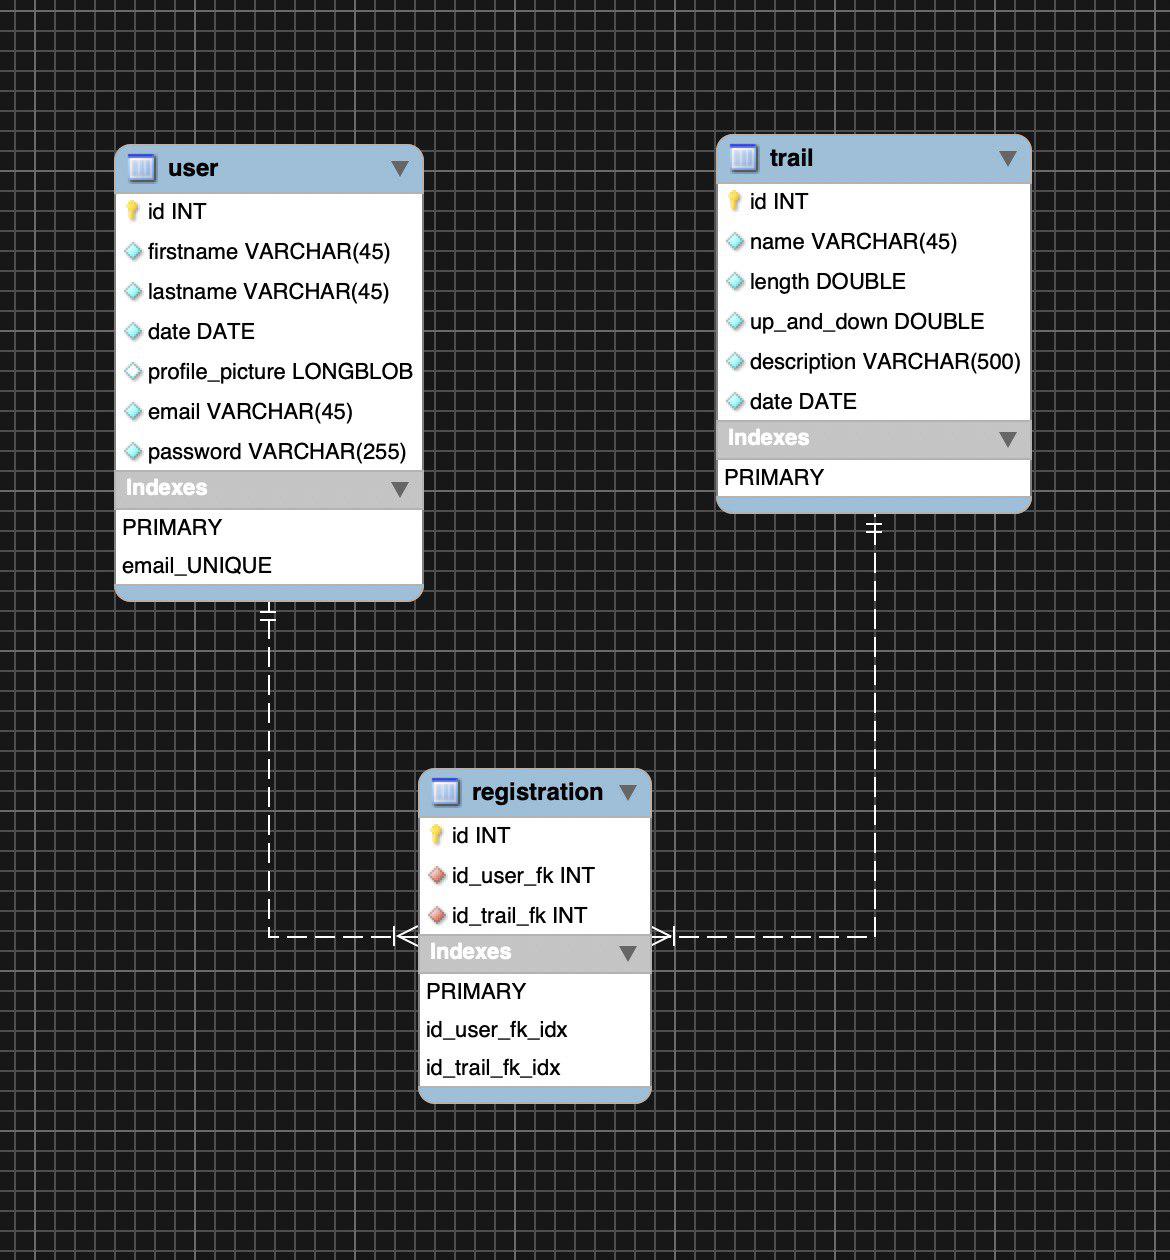 user
id INT
firstname VARCHAR(45)
lastname VARCHAR(45)
date DATE
profile_picture LONGBLOB
email VARCHAR(45)
password VARCHAR(255)
Indexes
PRIMARY
email_UNIQUE
trail
id INT
name VARCHAR(45)
length DOUBLE
up_and_down DOUBLE
description VARCHAR(500)
date DATE
Indexes
PRIMARY
registration
id INT
id_user_fk INT
id_trail_fk INT
Indexes
PRIMARY
id_user_fk_idx
id_trail_fk_idx